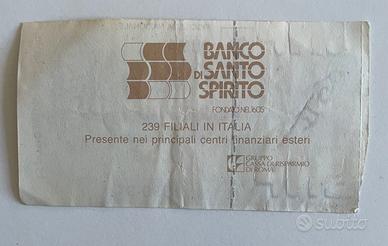 BANCO
DI SANTO
SPIRITO
FONDATO NEL 1605
239 FILIALI IN ITALIA
Presente nei principali centri finanziari esteri
GRUPPO
CASSA DI RISPARMIO
DI ROMA
subito